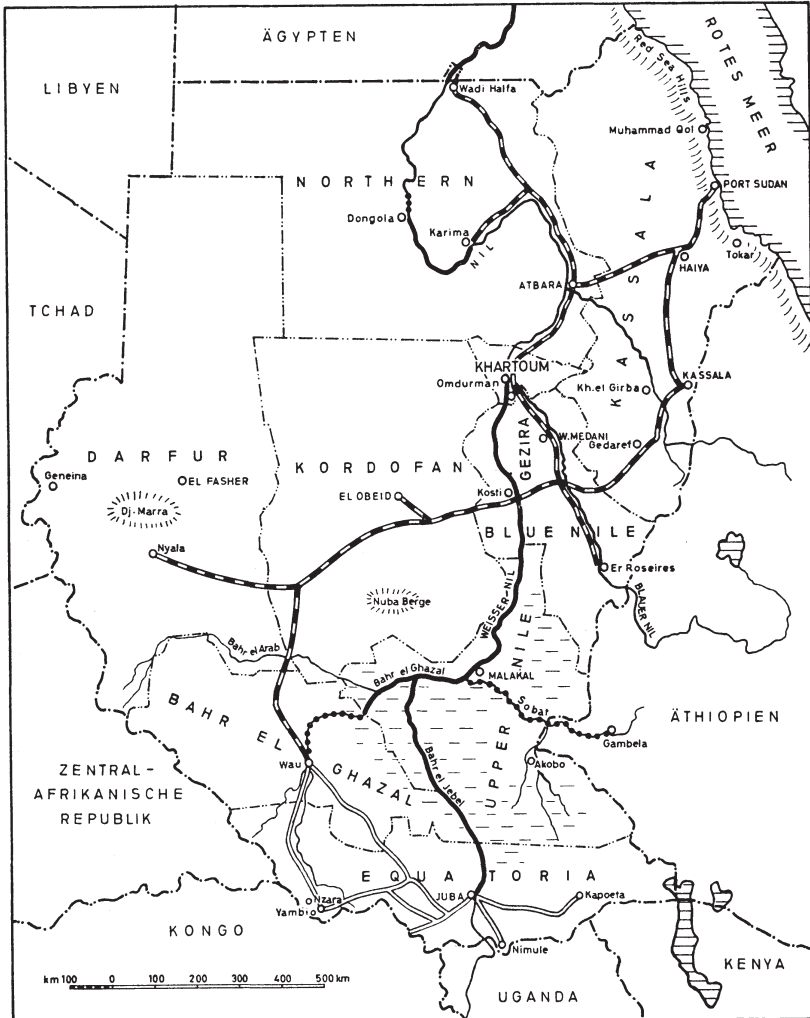 ÄGYPTEN
LIBYEN
ROTES MEER
Red Sea Hills
Wadi Halfa
Muhammad Qol
NORTHERN
PORT SUDAN
Dongola
Karima
NIL
Tokar
HAIYA
ATBARA
KASSALA
TCHAD
KHARTOUM
Omdurman
KASSALA
Kh.el Girba
GEZIRA
W.MEDANI
Gedaref
DARFUR
KORDOFAN
Geneina
EL FASHER
EL OBEID
Kosti
Dj.Marra
BLUE NILE
Nyala
Er Roseires
Nuba Berge
WEISSER-NIL
BLAUER NIL
Bahr el Arab
Bahr el Ghazal
MALAKAL
UPPER NILE
Sobat
BAHR EL GHAZAL
ÄTHIOPIEN
Gambela
Bahr el Jebel
Akobo
Wau
ZENTRAL-
AFRIKANISCHE
REPUBLIK
EQUATORIA
Nzara
Yambio
JUBA
Kapoeta
KONGO
Nimule
KENYA
km 100 0 100 200 300 400 500 km
UGANDA